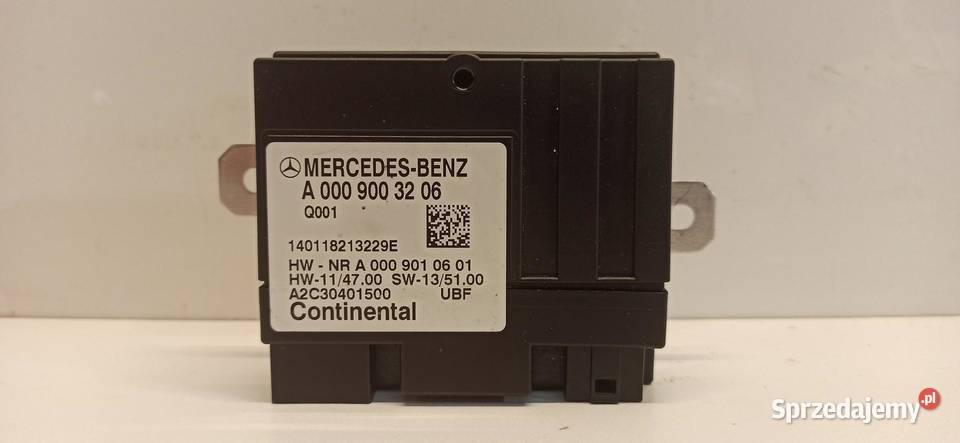 MERCEDES-BENZ
A 000 900 32 06
Q001
140118213229E
HW - NR A 000 901 06 01
HW-11/47.00 SW-13/51.00
A2C30401500 UBF
Continental
Sprzedajemy.pl